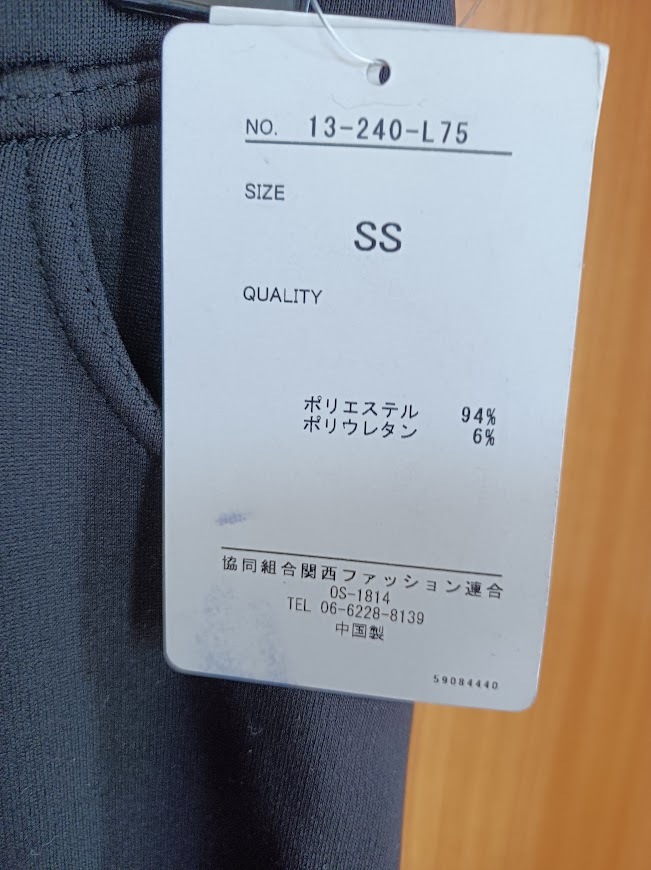 NO. 13-240-L75
SIZE
SS
QUALITY
ポリエステル 94%
ポリウレタン 6%
協同組合関西ファッション連合
OS-1814
TEL 06-6228-8139
中国製
59084440